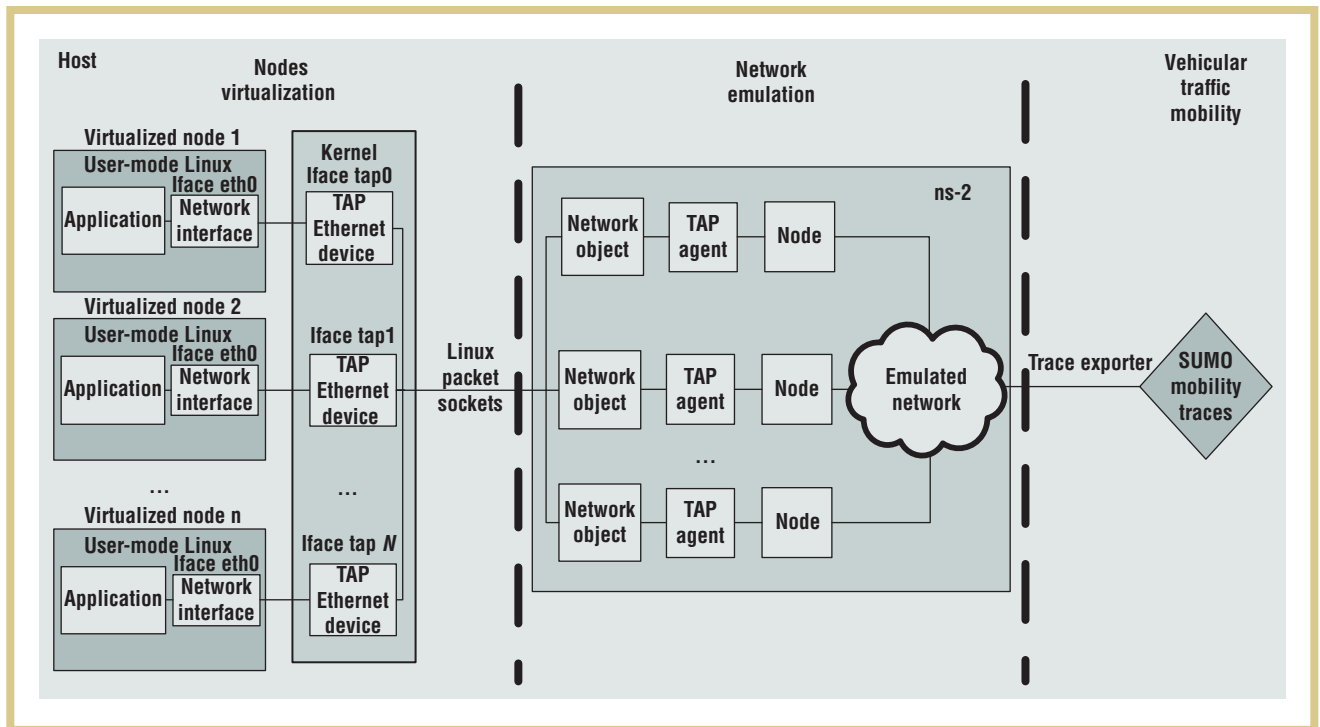 Host
Nodes
virtualization
Network
emulation
Vehicular
traffic
mobility
Virtualized node 1
User-mode Linux
Iface eth0
Application
Network
interface
Kernel
Iface tap0
TAP
Ethernet
device
Virtualized node 2
User-mode Linux
Iface eth0
Application
Network
interface
Iface tap1
TAP
Ethernet
device
...
...
Virtualized node n
User-mode Linux
Iface eth0
Application
Network
interface
Iface tap N
TAP
Ethernet
device
Linux
packet
sockets
ns-2
Network
object
TAP
agent
Node
Network
object
TAP
agent
Node
...
Network
object
TAP
agent
Node
Emulated
network
Trace exporter
SUMO
mobility
traces